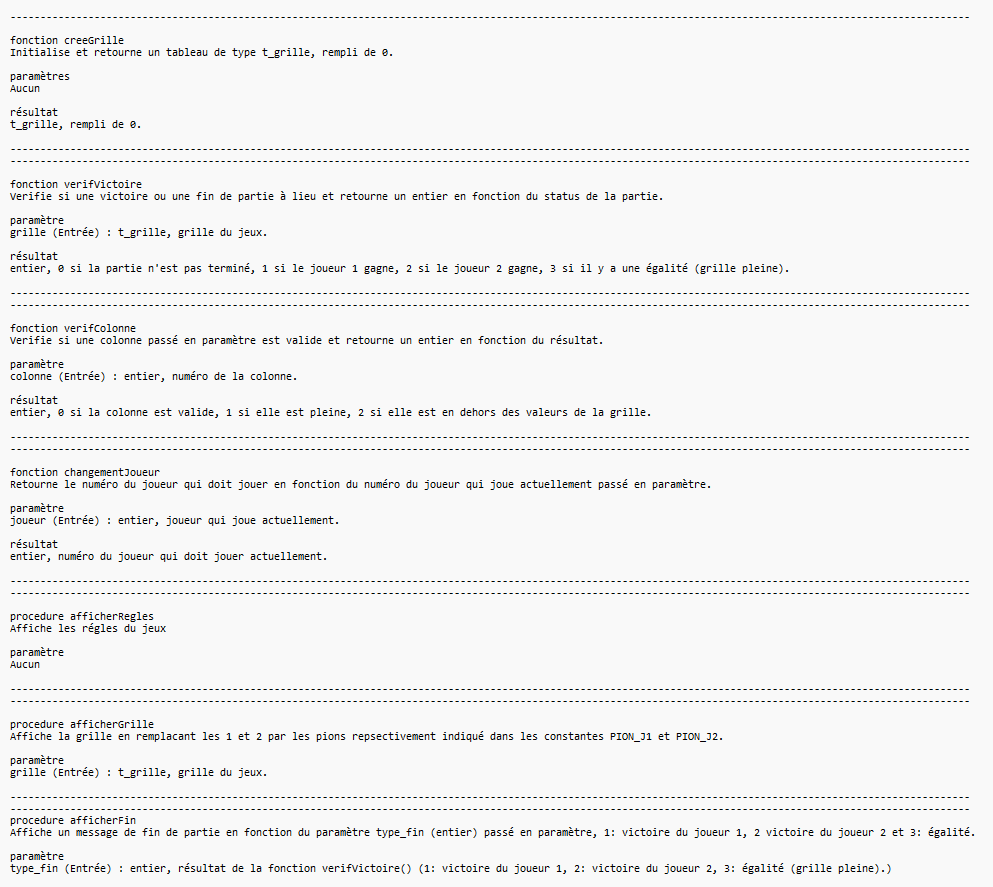 ----------------------------------------------------------------------------------------------------------------------------------------------------------------
fonction creeGrille
Initialise et retourne un tableau de type t_grille, rempli de 0.
paramètres
Aucun
résultat
t_grille, rempli de 0.
----------------------------------------------------------------------------------------------------------------------------------------------------------------
----------------------------------------------------------------------------------------------------------------------------------------------------------------
fonction verifVictoire
Verifie si une victoire ou une fin de partie à lieu et retourne un entier en fonction du status de la partie.
paramètre
grille (Entrée) : t_grille, grille du jeux.
résultat
entier, 0 si la partie n'est pas terminé, 1 si le joueur 1 gagne, 2 si le joueur 2 gagne, 3 si il y a une égalité (grille pleine).
----------------------------------------------------------------------------------------------------------------------------------------------------------------
----------------------------------------------------------------------------------------------------------------------------------------------------------------
fonction verifColonne
Verifie si une colonne passé en paramètre est valide et retourne un entier en fonction du résultat.
paramètre
colonne (Entrée) : entier, numéro de la colonne.
résultat
entier, 0 si la colonne est valide, 1 si elle est pleine, 2 si elle est en dehors des valeurs de la grille.
----------------------------------------------------------------------------------------------------------------------------------------------------------------
----------------------------------------------------------------------------------------------------------------------------------------------------------------
fonction changementJoueur
Retourne le numéro du joueur qui doit jouer en fonction du numéro du joueur qui joue actuellement passé en paramètre.
paramètre
joueur (Entrée) : entier, joueur qui joue actuellement.
résultat
entier, numéro du joueur qui doit jouer actuellement.
----------------------------------------------------------------------------------------------------------------------------------------------------------------
----------------------------------------------------------------------------------------------------------------------------------------------------------------
procedure afficherRegles
Affiche les régles du jeux
paramètre
Aucun
----------------------------------------------------------------------------------------------------------------------------------------------------------------
----------------------------------------------------------------------------------------------------------------------------------------------------------------
procedure afficherGrille
Affiche la grille en remplacant les 1 et 2 par les pions repsectivement indiqué dans les constantes PION_J1 et PION_J2.
paramètre
grille (Entrée) : t_grille, grille du jeux.
----------------------------------------------------------------------------------------------------------------------------------------------------------------
----------------------------------------------------------------------------------------------------------------------------------------------------------------
procedure afficherFin
Affiche un message de fin de partie en fonction du paramètre type_fin (entier) passé en paramètre, 1: victoire du joueur 1, 2 victoire du joueur 2 et 3: égalité.
paramètre
type_fin (Entrée) : entier, résultat de la fonction verifVictoire() (1: victoire du joueur 1, 2: victoire du joueur 2, 3: égalité (grille pleine).)